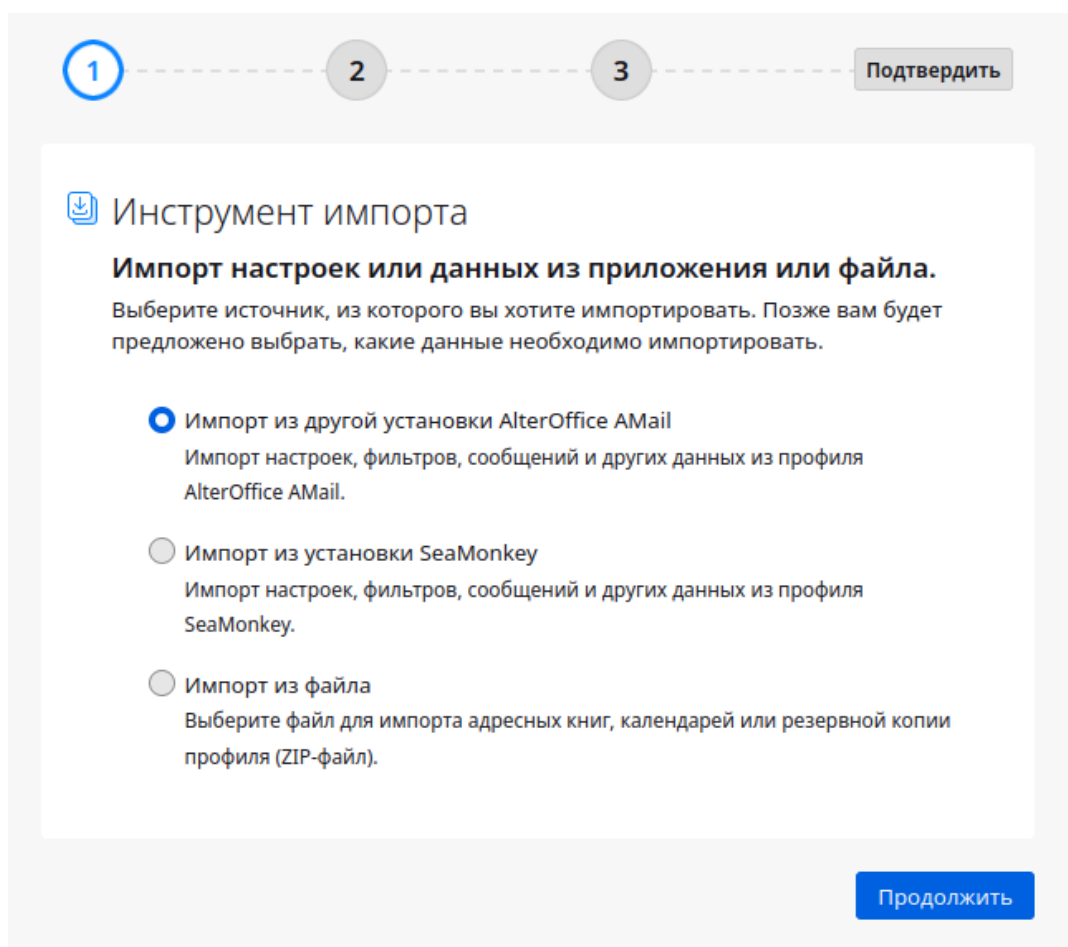 1 2 3 Подтвердить
Инструмент импорта
Импорт настроек или данных из приложения или файла.
Выберите источник, из которого вы хотите импортировать. Позже вам будет
предложено выбрать, какие данные необходимо импортировать.
Импорт из другой установки AlterOffice AMail
Импорт настроек, фильтров, сообщений и других данных из профиля
AlterOffice AMail.
Импорт из установки SeaMonkey
Импорт настроек, фильтров, сообщений и других данных из профиля
SeaMonkey.
Импорт из файла
Выберите файл для импорта адресных книг, календарей или резервной копии
профиля (ZIP-файл).
Продолжить